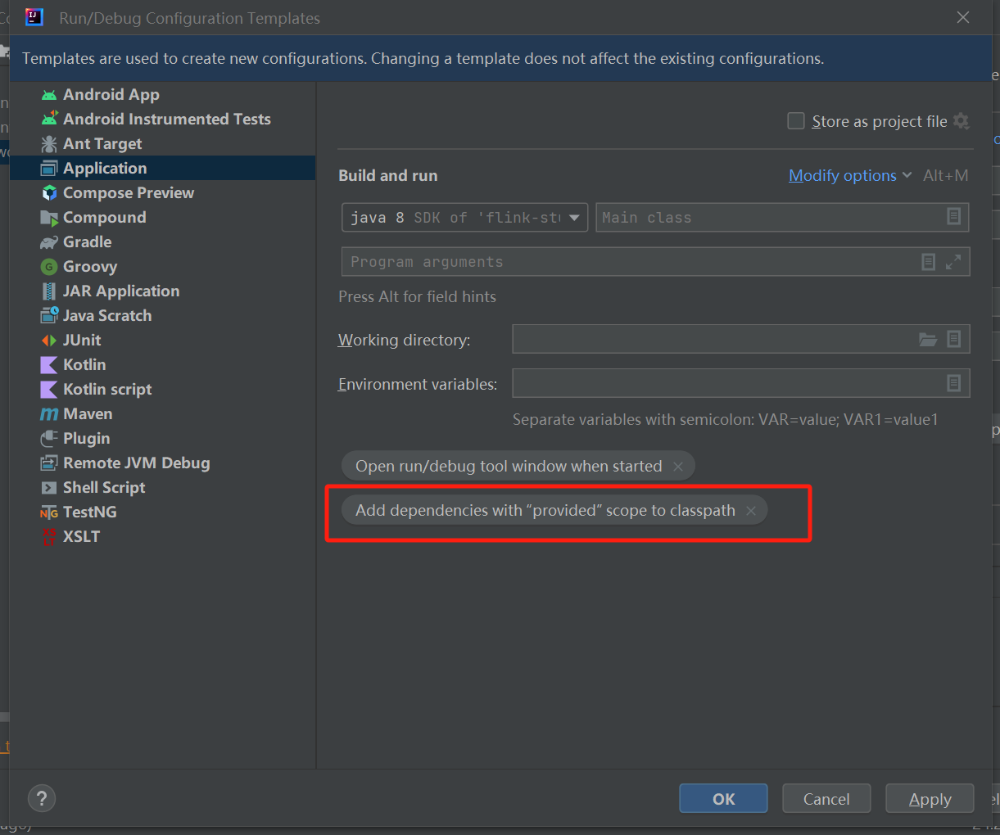 Run/Debug Configuration Templates
Templates are used to create new configurations. Changing a template does not affect the existing configurations.
Android App
Android Instrumented Tests
Ant Target
Application
Compose Preview
Compound
Gradle
Groovy
JAR Application
Java Scratch
JUnit
Kotlin
Kotlin script
Maven
Plugin
Remote JVM Debug
Shell Script
TestNG
XSLT
Store as project file
Build and run
Modify options Alt+M
java 8 SDK of 'flink-stu Main class
Program arguments
Press Alt for field hints
Working directory:
Environment variables:
Separate variables with semicolon: VAR=value; VAR1=value1
Open run/debug tool window when started
Add dependencies with “provided” scope to classpath
?
OK
Cancel
Apply